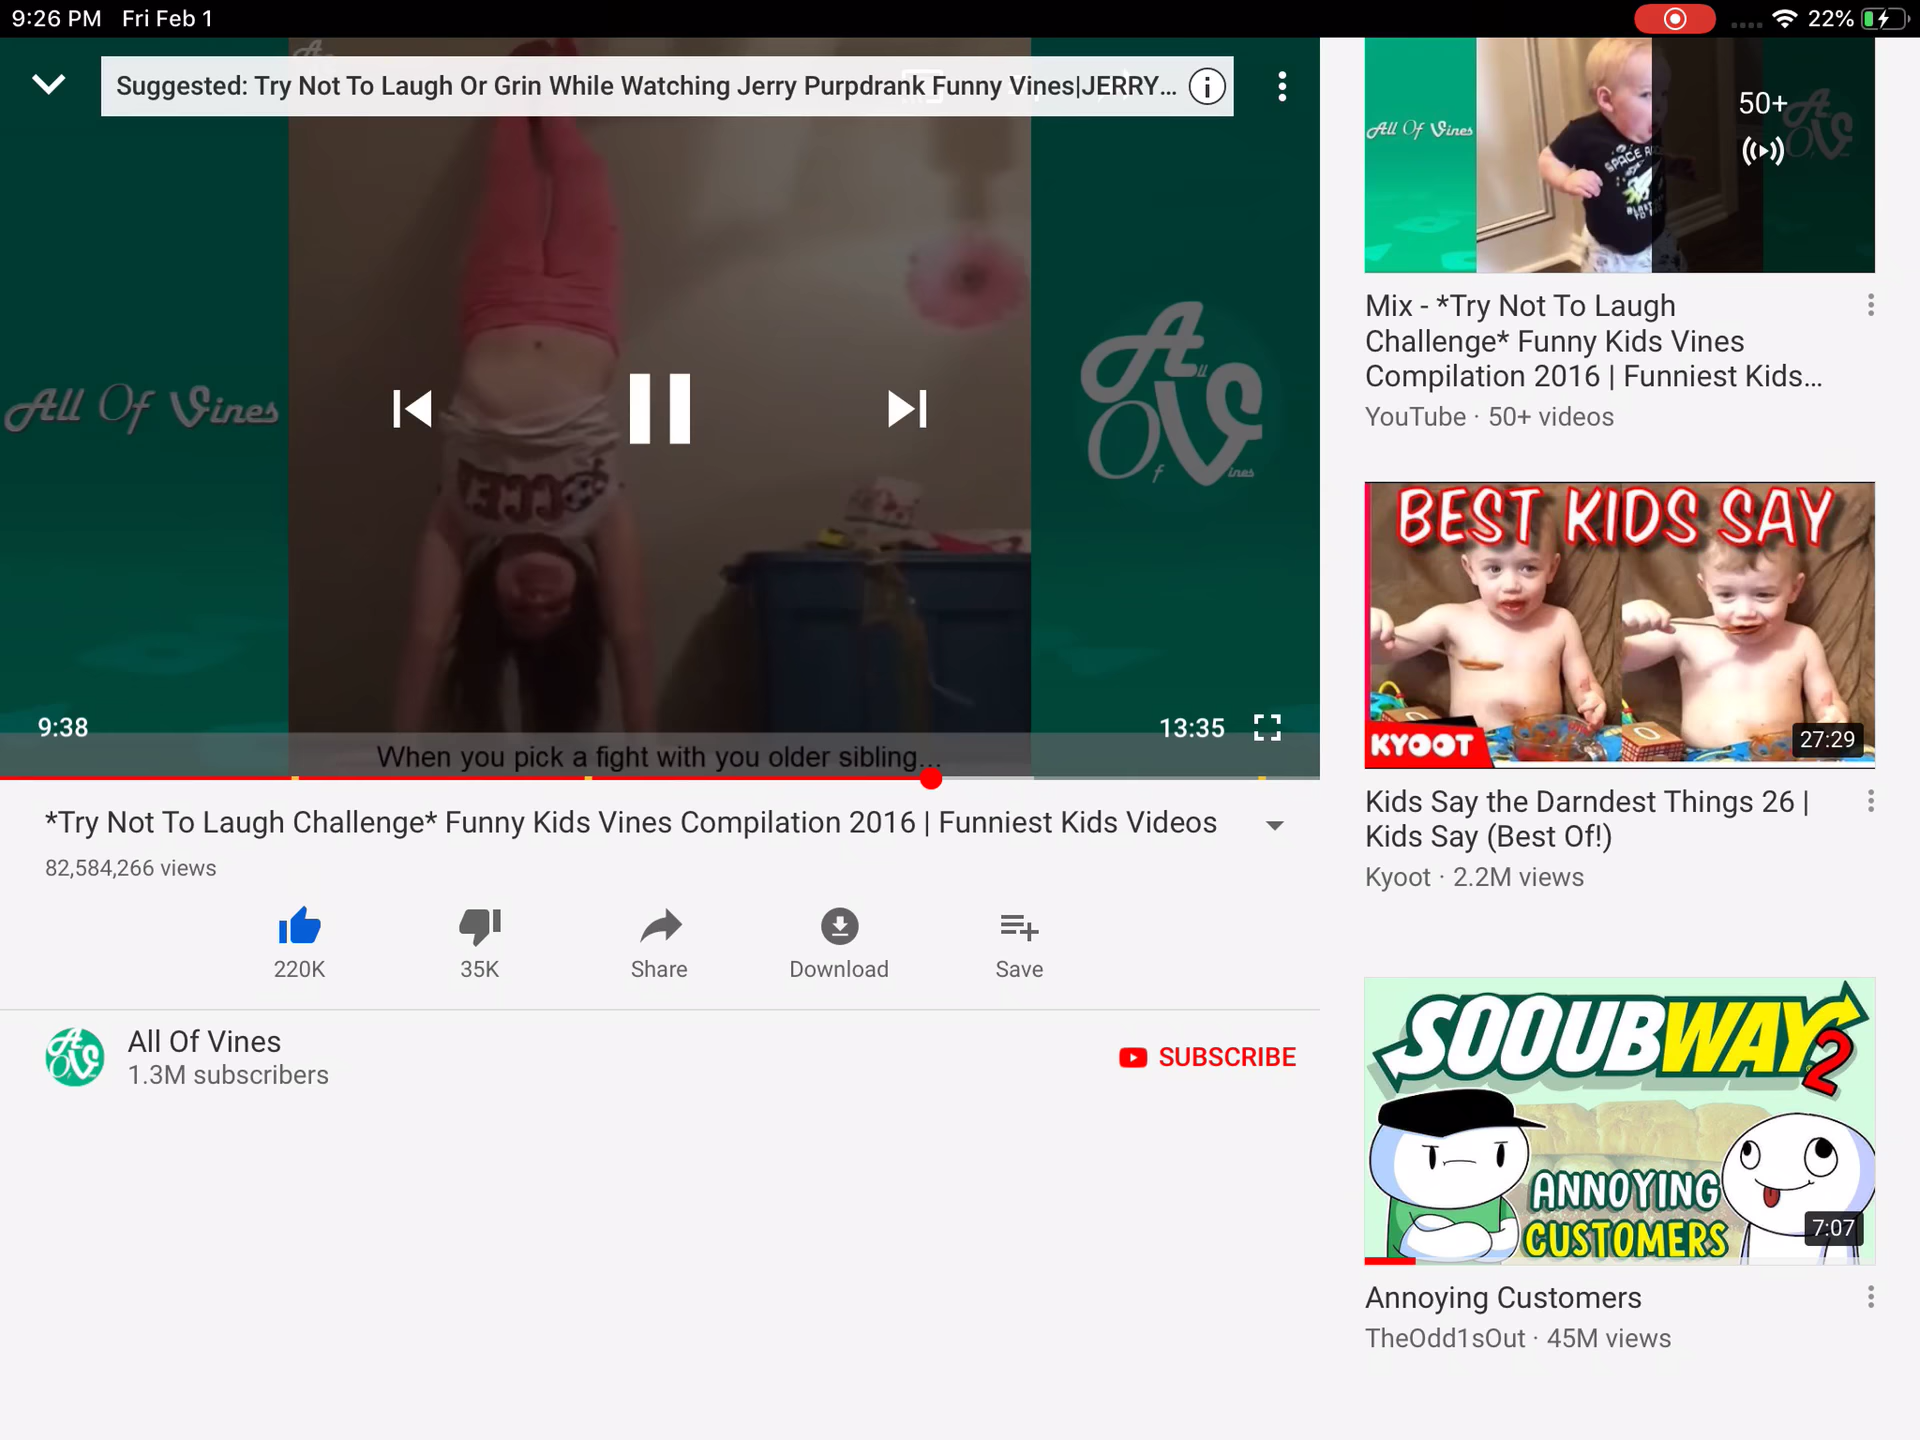 9:26 PM Fri Feb 1
22%
Suggested: Try Not To Laugh Or Grin While Watching Jerry Purpdrank Funny Vines|JERRY...
All Of Vines
All Of Vines
9:38
13:35
When you pick a fight with you older sibling...
*Try Not To Laugh Challenge* Funny Kids Vines Compilation 2016 | Funniest Kids Videos
82,584,266 views
220K
35K
Share
Download
Save
All Of Vines
1.3M subscribers
SUBSCRIBE
All Of Vines
50+
Mix - *Try Not To Laugh
Challenge* Funny Kids Vines
Compilation 2016 | Funniest Kids...
YouTube · 50+ videos
BEST KIDS SAY
KYOOT
27:29
Kids Say the Darndest Things 26 |
Kids Say (Best Of!)
Kyoot · 2.2M views
SOOUBWAY 2
ANNOYING
CUSTOMERS
7:07
Annoying Customers
TheOdd1sOut · 45M views